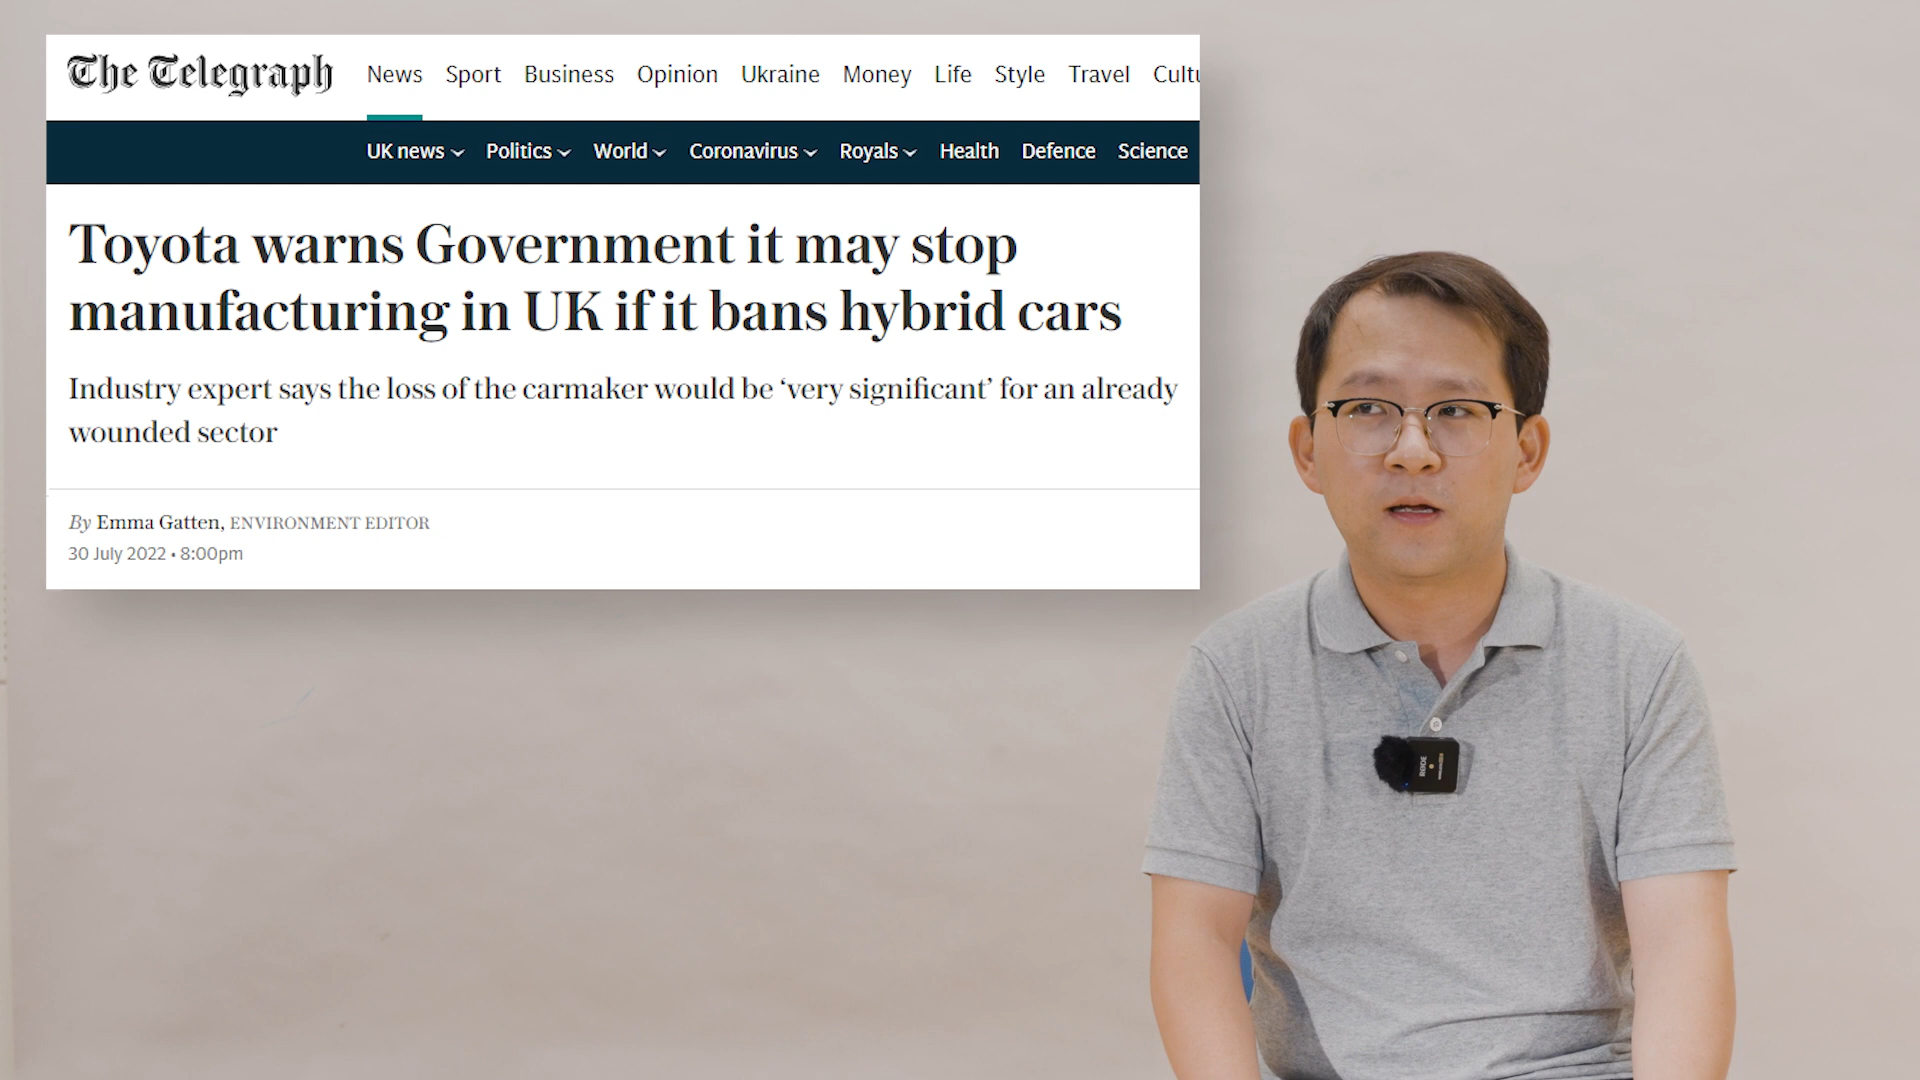 The Telegraph
News Sport Business Opinion Ukraine Money Life Style Travel Cultu
UK news Politics World Coronavirus Royals Health Defence Science
Toyota warns Government it may stop
manufacturing in UK if it bans hybrid cars
Industry expert says the loss of the carmaker would be ‘very significant’ for an already
wounded sector
By Emma Gatten, ENVIRONMENT EDITOR
30 July 2022 • 8:00pm
RØDE